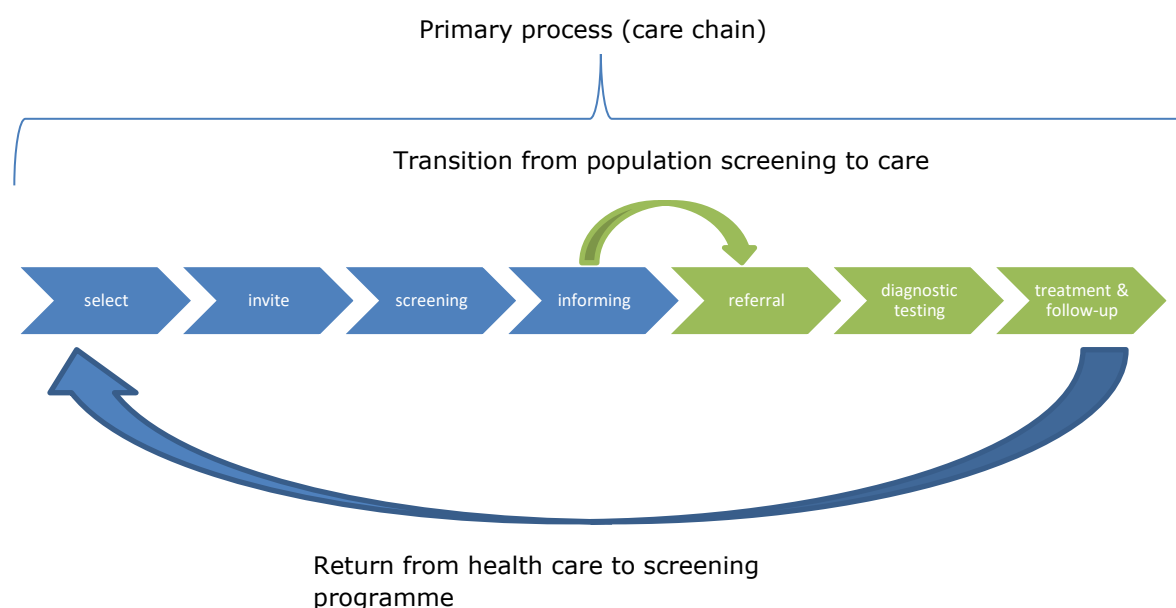 Primary process (care chain)
Transition from population screening to care
select
invite
screening
informing
referral
diagnostic
testing
treatment &
follow-up
Return from health care to screening
programme